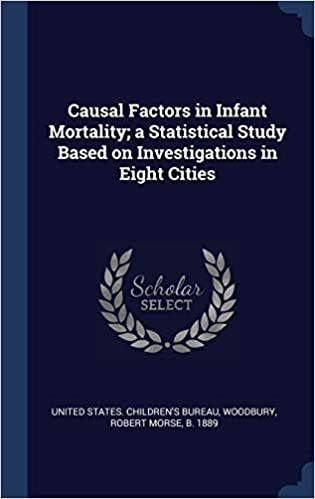 Causal Factors in Infant
Mortality; a Statistical Study
Based on Investigations in
Eight Cities
SCHOLAR
SELECT
UNITED STATES. CHILDREN'S BUREAU, WOODBURY,
ROBERT MORSE, B. 1889